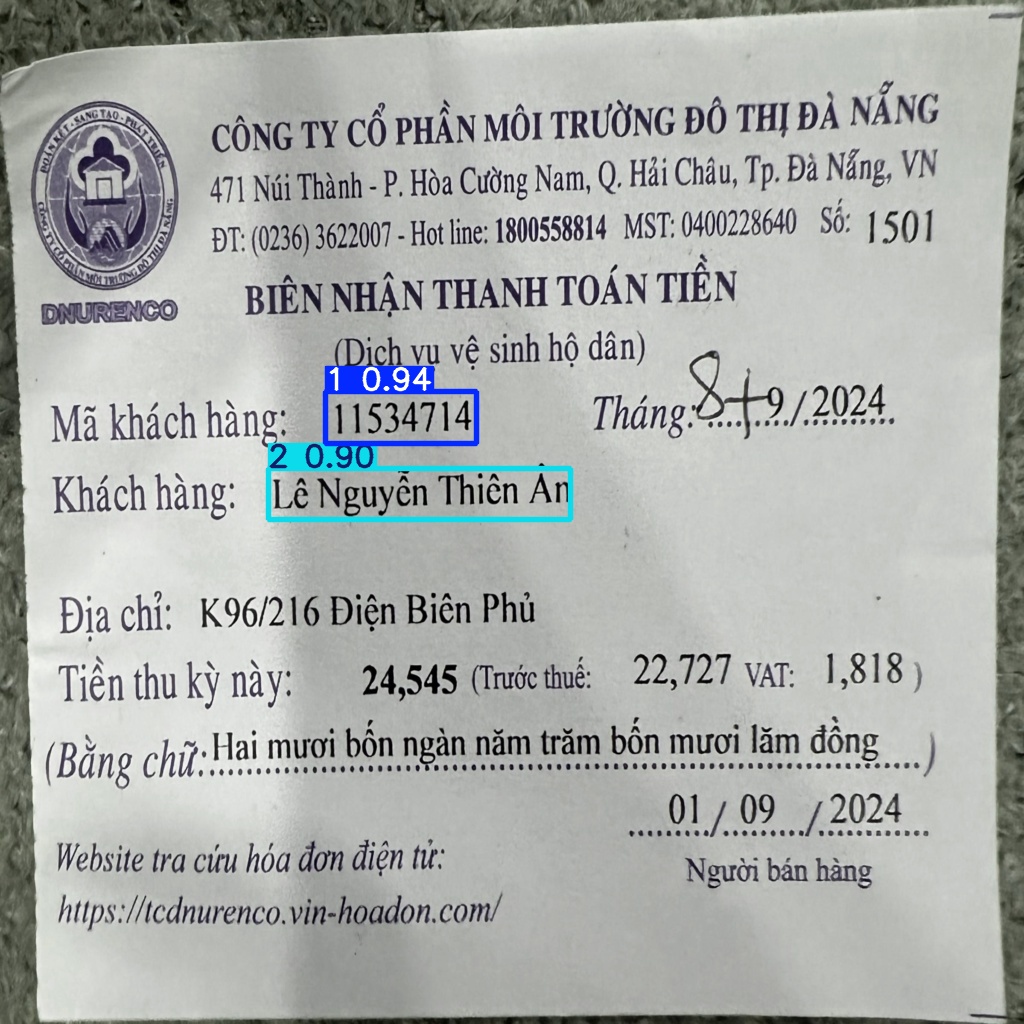 ĐOÀN KẾT - SANG TẠO - PHÁT TRIỂN
CÔNG TY CỔ PHẦN MÔI TRƯỜNG ĐÔ THỊ ĐÀ NẴNG
DNURENCO
CÔNG TY CỔ PHẦN MÔI TRƯỜNG ĐÔ THỊ ĐÀ NẴNG
471 Núi Thành - P. Hòa Cường Nam, Q. Hải Châu, Tp. Đà Nẵng, VN
ĐT: (0236) 3622007 - Hot line: 1800558814 MST: 0400228640 Số: 1501
BIÊN NHẬN THANH TOÁN TIỀN
(Dịch vụ vệ sinh hộ dân)
1 0.94
Mã khách hàng: 11534714 Tháng: 8+9/2024
2 0.90
Khách hàng: Lê Nguyễn Thiên Ân
Địa chỉ: K96/216 Điện Biên Phủ
Tiền thu kỳ này: 24,545 (Trước thuế: 22,727 VAT: 1,818 )
(Bằng chữ: Hai mươi bốn ngàn năm trăm bốn mươi lăm đồng )
01 / 09 / 2024
Website tra cứu hóa đơn điện tử:
Người bán hàng
https://tcdnurenco.vin-hoadon.com/